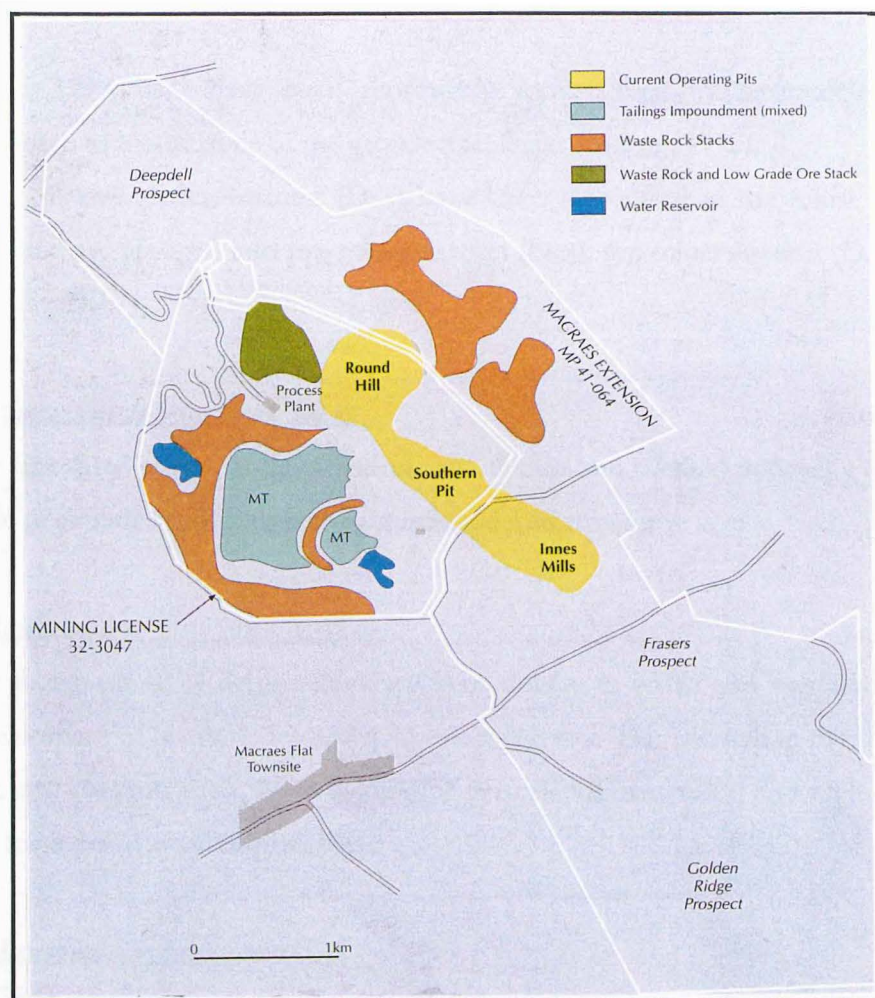 Current Operating Pits
Tailings Impoundment (mixed)
Waste Rock Stacks
Waste Rock and Low Grade Ore Stack
Water Reservoir
Deepdell
Prospect
MACRAES EXTENSION
MP 41-064
Round
Hill
Process
Plant
Southern
Pit
MT
MT
Innes
Mills
MINING LICENSE
32-3047
Frasers
Prospect
Macraes Flat
Townsite
Golden
Ridge
Prospect
0
1km